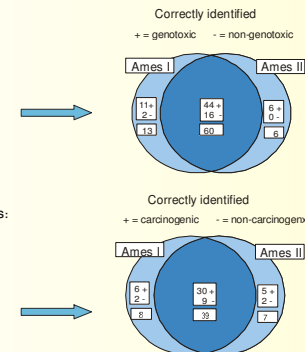 Correctly identified
+ = genotoxic - = non-genotoxic
Ames I Ames II
11+ 44 + 6 +
2 - 16 - 0 -
13 60 6
Correctly identified
s:
+ = carcinogenic - = non-carcinogenx
Ames I Ames II
6 + 30 + 5 +
2 - 9 - 2 -
8 39 7